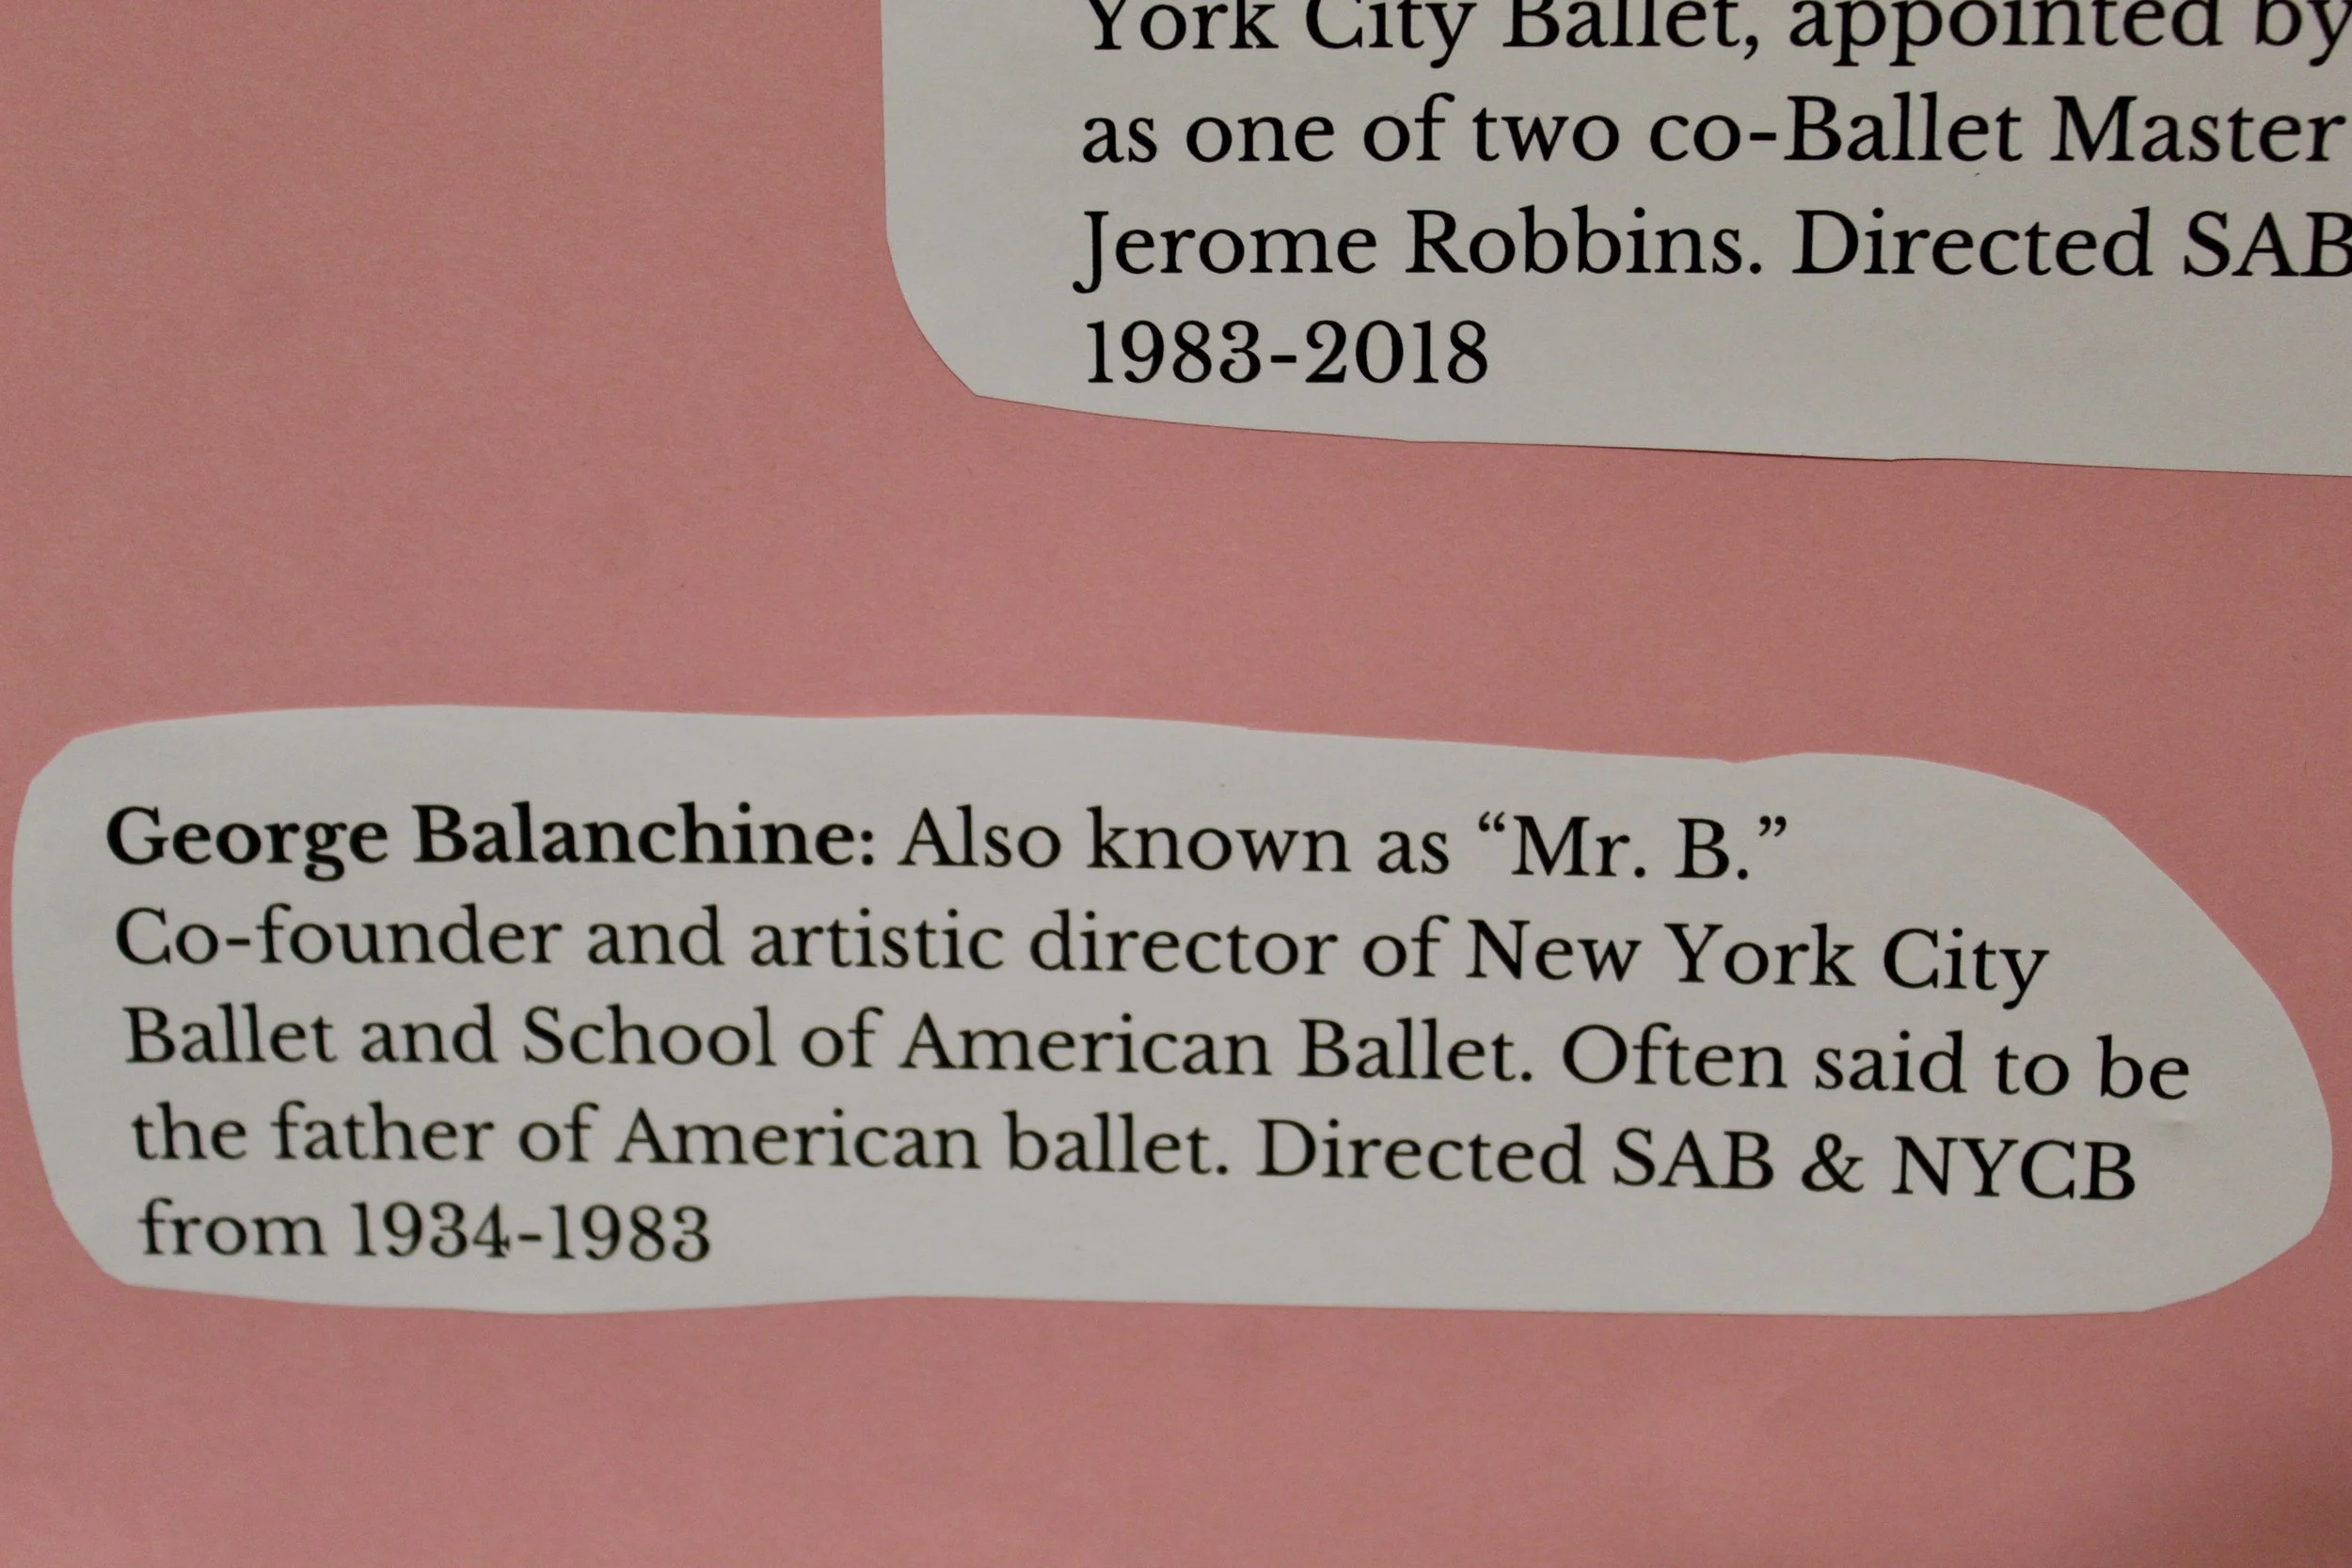 York City Ballet, appointed by
as one of two co-Ballet Master
Jerome Robbins. Directed SAB
1983-2018
George Balanchine: Also known as “Mr. B.”
Co-founder and artistic director of New York City
Ballet and School of American Ballet. Often said to be
the father of American ballet. Directed SAB & NYCB
from 1934-1983